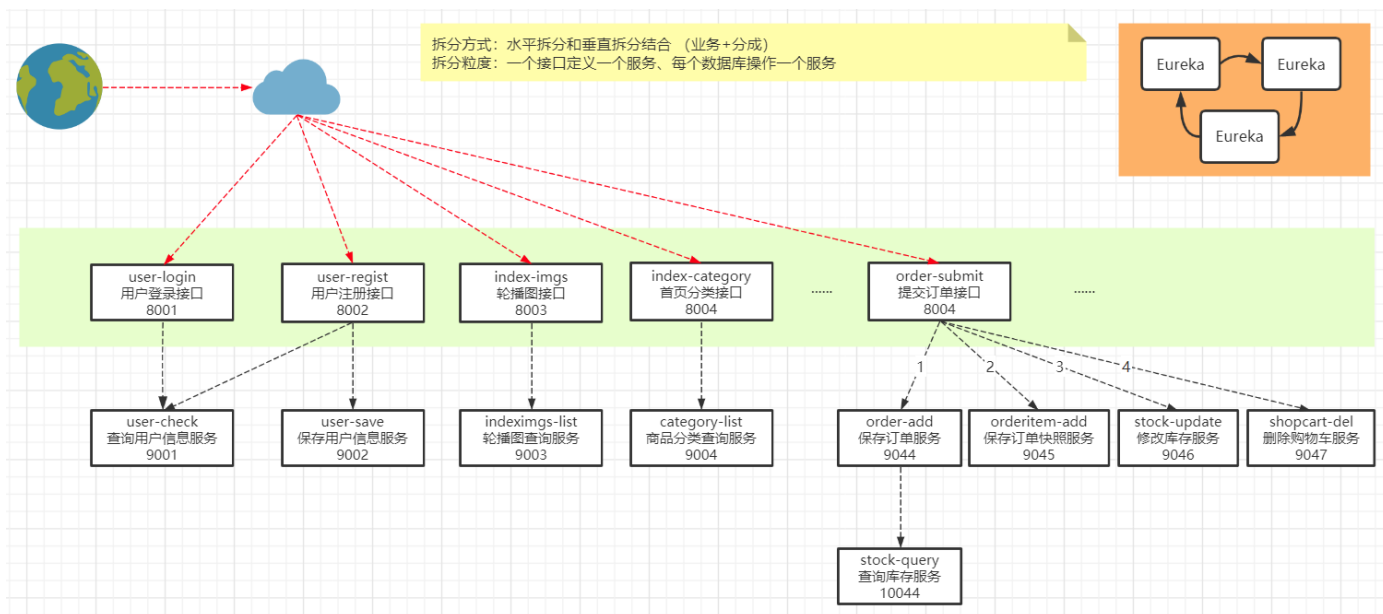 拆分方式：水平拆分和垂直拆分结合 （业务+分成）
拆分粒度：一个接口定义一个服务、每个数据库操作一个服务
Eureka
Eureka
Eureka
user-login
用户登录接口
8001
user-regist
用户注册接口
8002
index-imgs
轮播图接口
8003
index-category
首页分类接口
8004
......
order-submit
提交订单接口
8004
......
1
2
3
4
user-check
查询用户信息服务
9001
user-save
保存用户信息服务
9002
indeximgs-list
轮播图查询服务
9003
category-list
商品分类查询服务
9004
order-add
保存订单服务
9044
orderitem-add
保存订单快照服务
9045
stock-update
修改库存服务
9046
shopcart-del
删除购物车服务
9047
stock-query
查询库存服务
10044